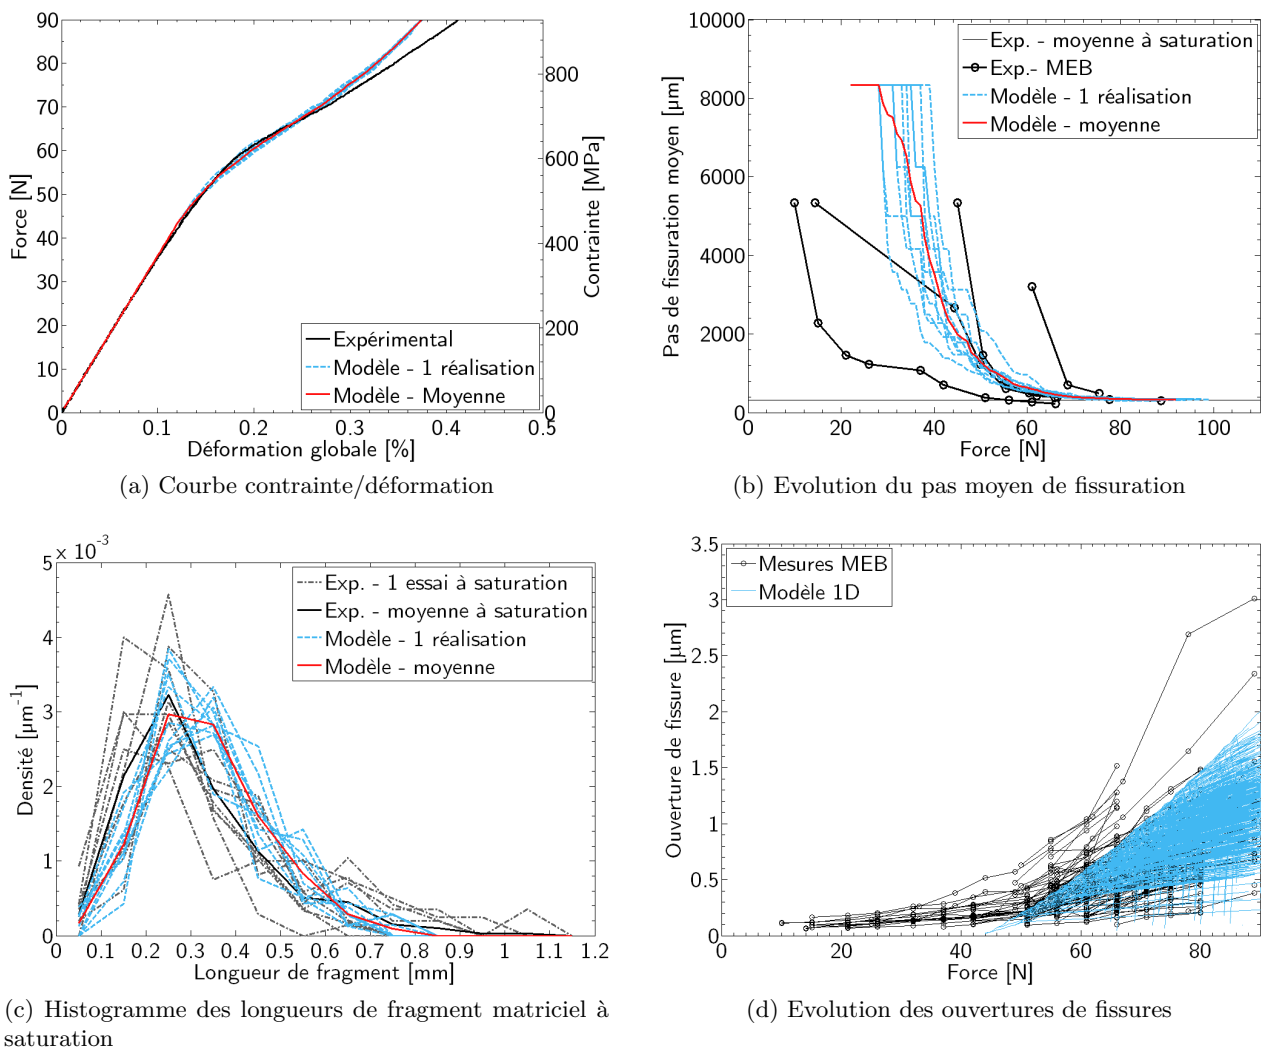 90
80
70
60
50
40
30
20
10
0
Force [N]
800
600
400
200
0
Contrainte [MPa]
Expérimental
Modèle - 1 réalisation
Modèle - Moyenne
0
0.1
0.2
0.3
0.4
0.5
Déformation globale [%]
(a) Courbe contrainte/déformation
10000
8000
6000
4000
2000
0
Pas de fissuration moyen [µm]
Exp. - moyenne à saturation
Exp.- MEB
Modèle - 1 réalisation
Modèle - moyenne
0
20
40
60
80
100
Force [N]
(b) Evolution du pas moyen de fissuration
5 × 10^-3
4
3
2
1
0
Densité [µm^-1]
Exp. - 1 essai à saturation
Exp. - moyenne à saturation
Modèle - 1 réalisation
Modèle - moyenne
0
0.1
0.2
0.3
0.4
0.5
0.6
0.7
0.8
0.9
1
1.1
1.2
Longueur de fragment [mm]
(c) Histogramme des longueurs de fragment matriciel à
saturation
3.5
3
2.5
2
1.5
1
0.5
0
Ouverture de fissure [µm]
Mesures MEB
Modèle 1D
0
20
40
60
80
Force [N]
(d) Evolution des ouvertures de fissures